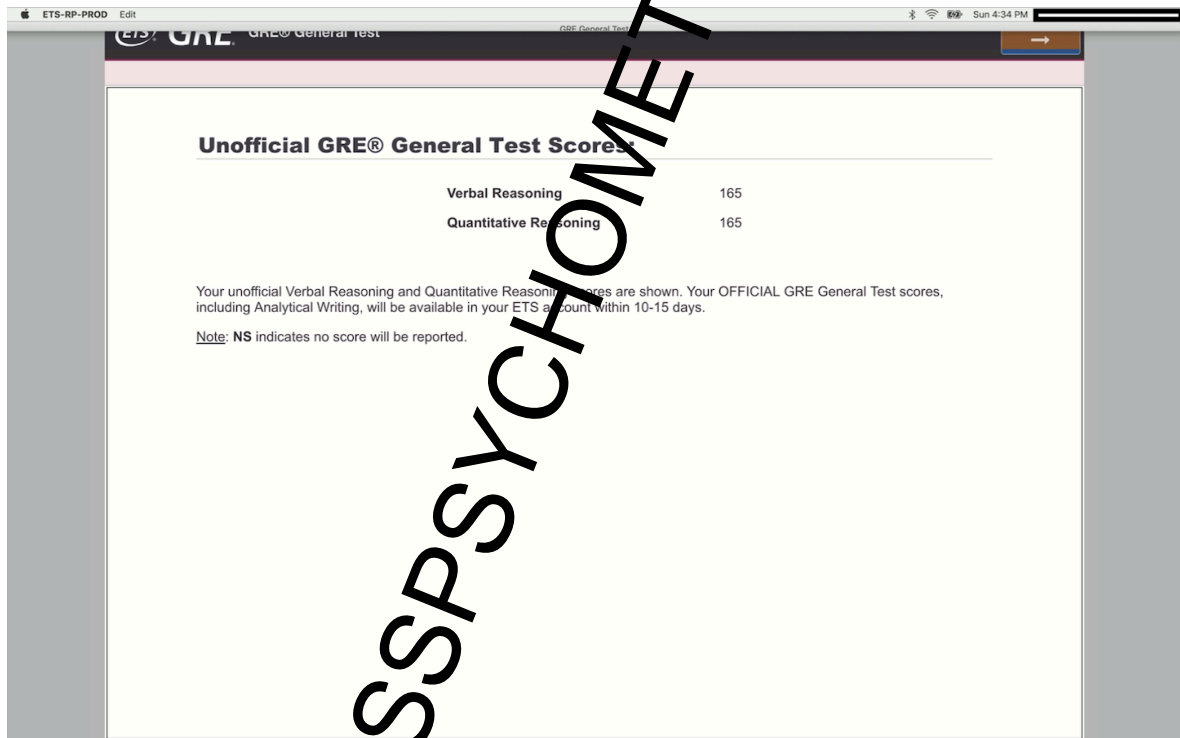 ETS-RP-PROD Edit Sun 4:34 PM
GRE General Test
ETS GRE® GRE® General Test
→
Unofficial GRE® General Test Scores:
Verbal Reasoning 165
Quantitative Reasoning 165
Your unofficial Verbal Reasoning and Quantitative Reasoning scores are shown. Your OFFICIAL GRE General Test scores,
including Analytical Writing, will be available in your ETS account within 10-15 days.
Note: NS indicates no score will be reported.
SSPSYCHOMET